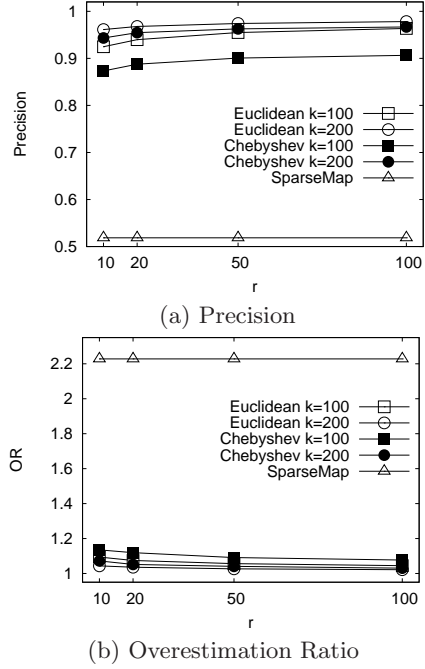 1
0.9
0.8
0.7
0.6
0.5
Precision
Euclidean k=100
Euclidean k=200
Chebyshev k=100
Chebyshev k=200
SparseMap
10 20 50 100
r
(a) Precision
2.2
2
1.8
1.6
1.4
1.2
1
OR
Euclidean k=100
Euclidean k=200
Chebyshev k=100
Chebyshev k=200
SparseMap
10 20 50 100
r
(b) Overestimation Ratio